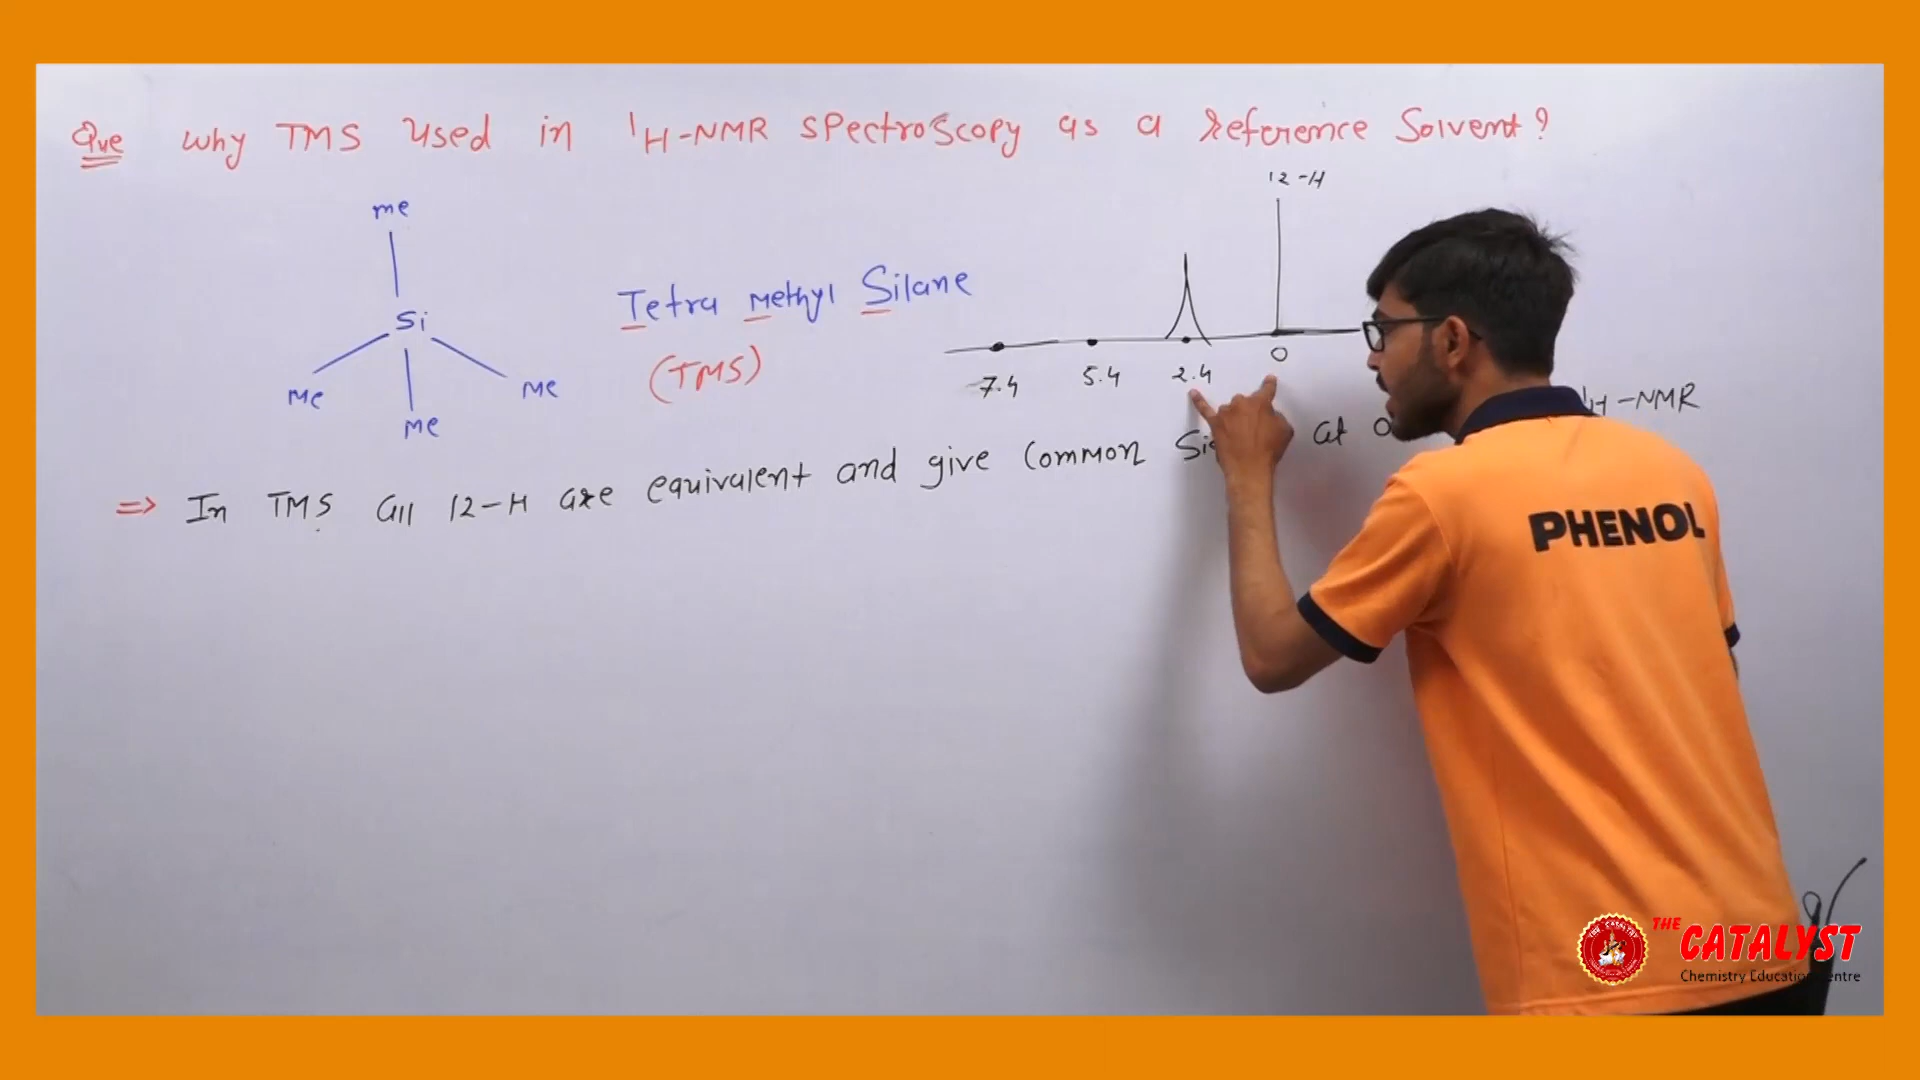 Que Why TMS used in ¹H-NMR SPectroscopy as a Reference Solvent?
12-H
me
Si
Me
Me
Me
Tetra Methyl Silane
(TMS)
7.4 5.4 2.4 0
⇒ In TMS All 12-H are equivalent and give Common at 0 ¹H-NMR
PHENOL
THE CATALYST
Chemistry Education Centre